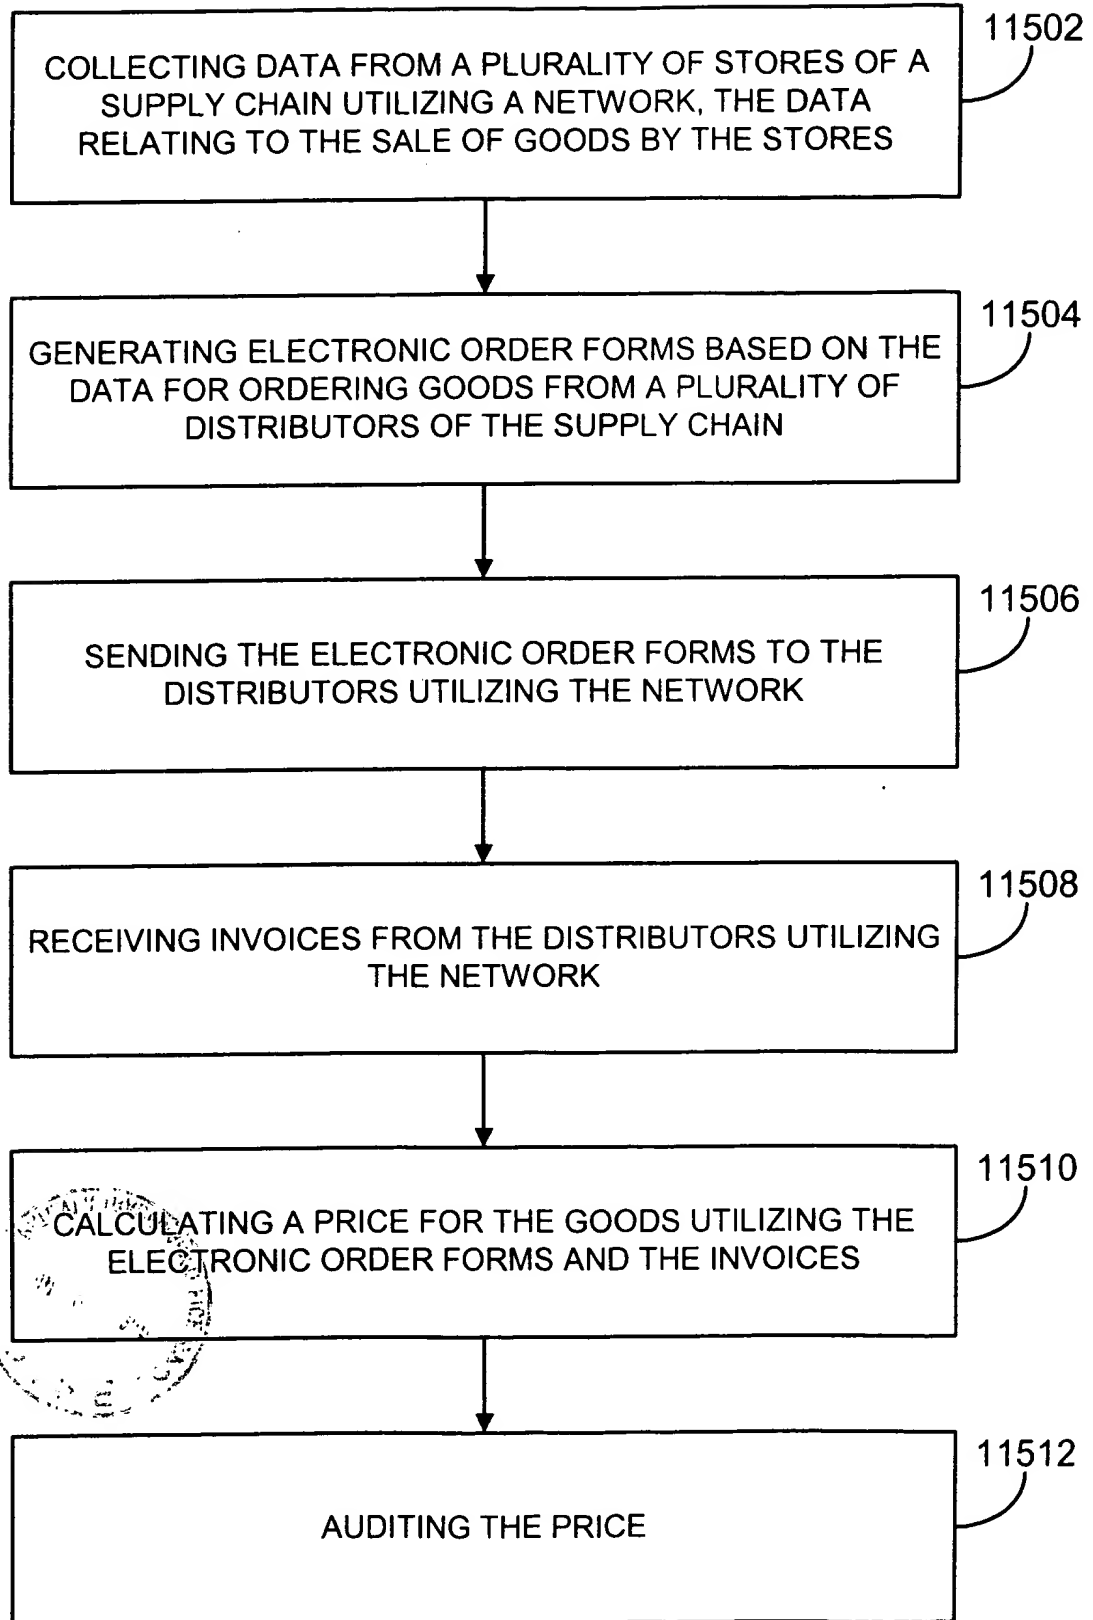 11502
COLLECTING DATA FROM A PLURALITY OF STORES OF A
SUPPLY CHAIN UTILIZING A NETWORK, THE DATA
RELATING TO THE SALE OF GOODS BY THE STORES
11504
GENERATING ELECTRONIC ORDER FORMS BASED ON THE
DATA FOR ORDERING GOODS FROM A PLURALITY OF
DISTRIBUTORS OF THE SUPPLY CHAIN
11506
SENDING THE ELECTRONIC ORDER FORMS TO THE
DISTRIBUTORS UTILIZING THE NETWORK
11508
RECEIVING INVOICES FROM THE DISTRIBUTORS UTILIZING
THE NETWORK
11510
CALCULATING A PRICE FOR THE GOODS UTILIZING THE
ELECTRONIC ORDER FORMS AND THE INVOICES
11512
AUDITING THE PRICE